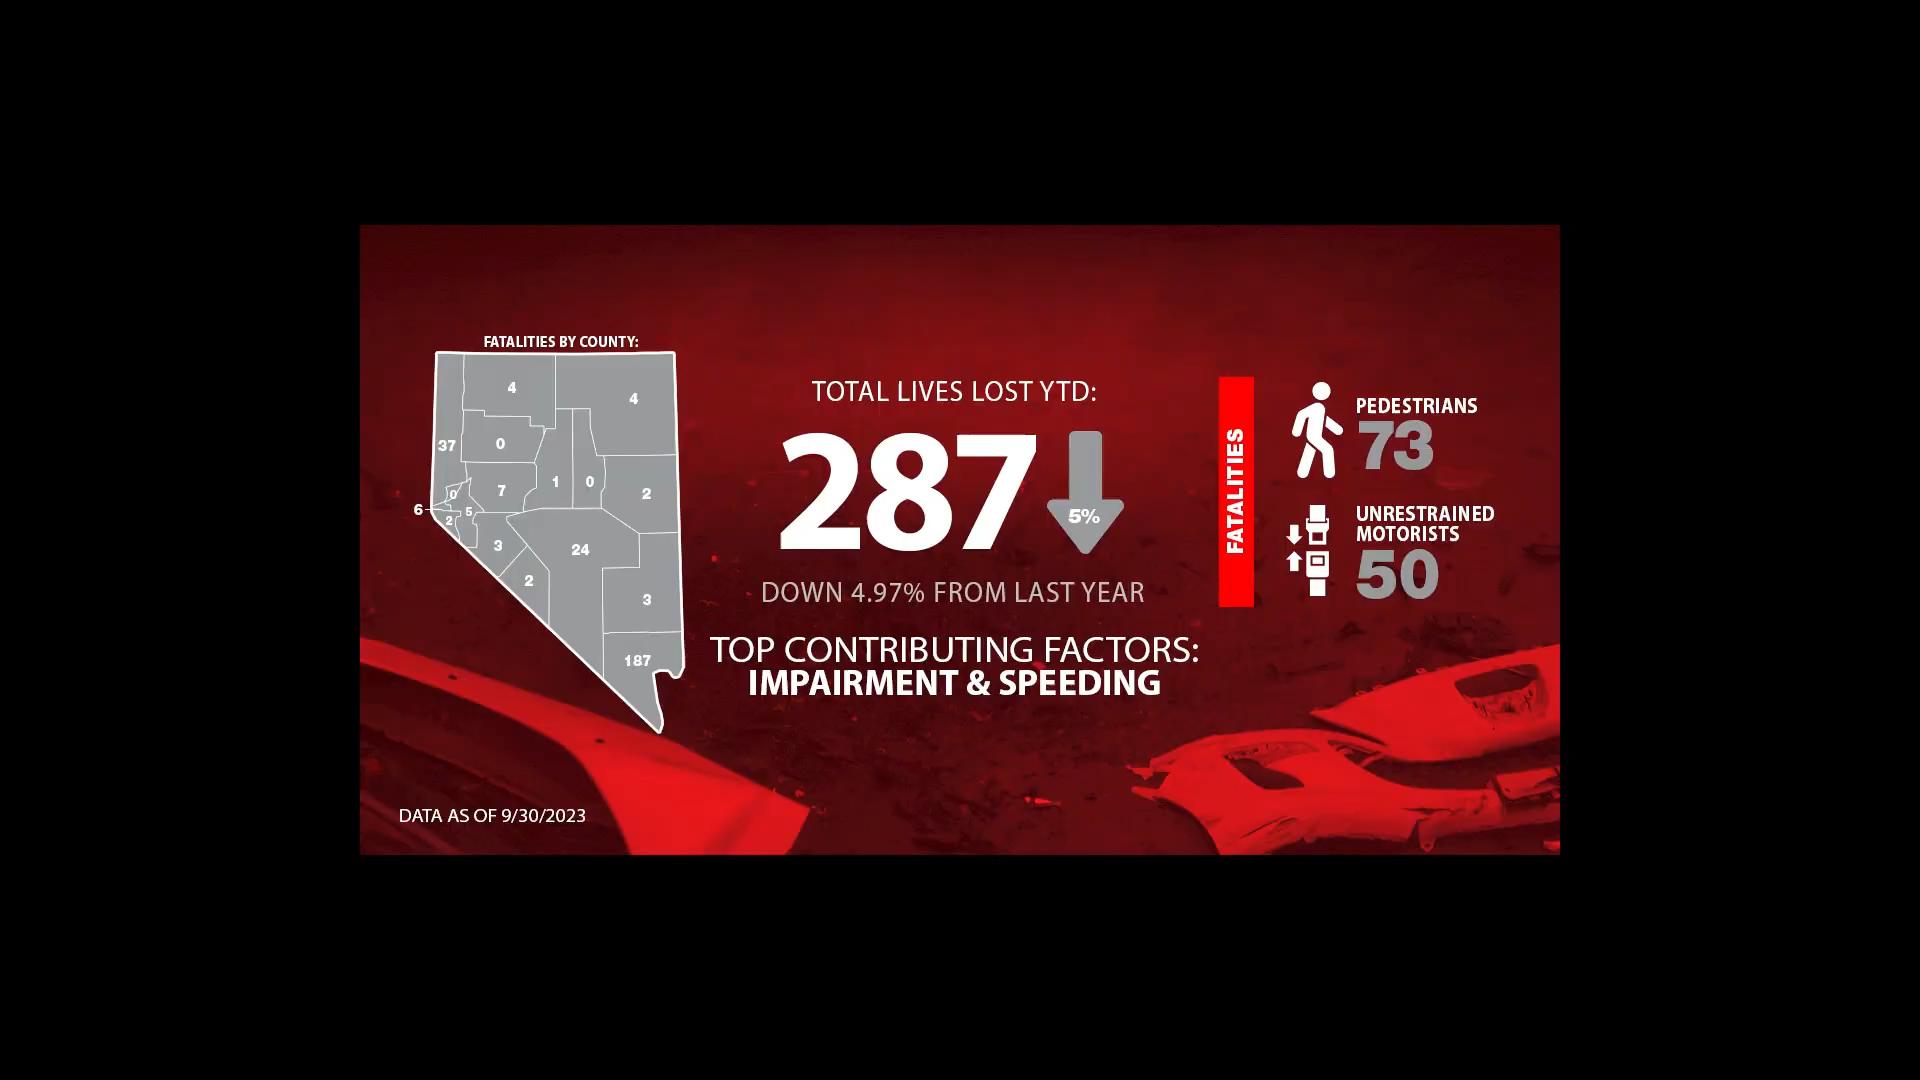 FATALITIES BY COUNTY:
4
4
37
0
1
0
7
2
0
6
5
2
3
24
2
3
187
DATA AS OF 9/30/2023
TOTAL LIVES LOST YTD:
287
5%
DOWN 4.97% FROM LAST YEAR
TOP CONTRIBUTING FACTORS:
IMPAIRMENT & SPEEDING
FATALITIES
PEDESTRIANS
73
UNRESTRAINED
MOTORISTS
50